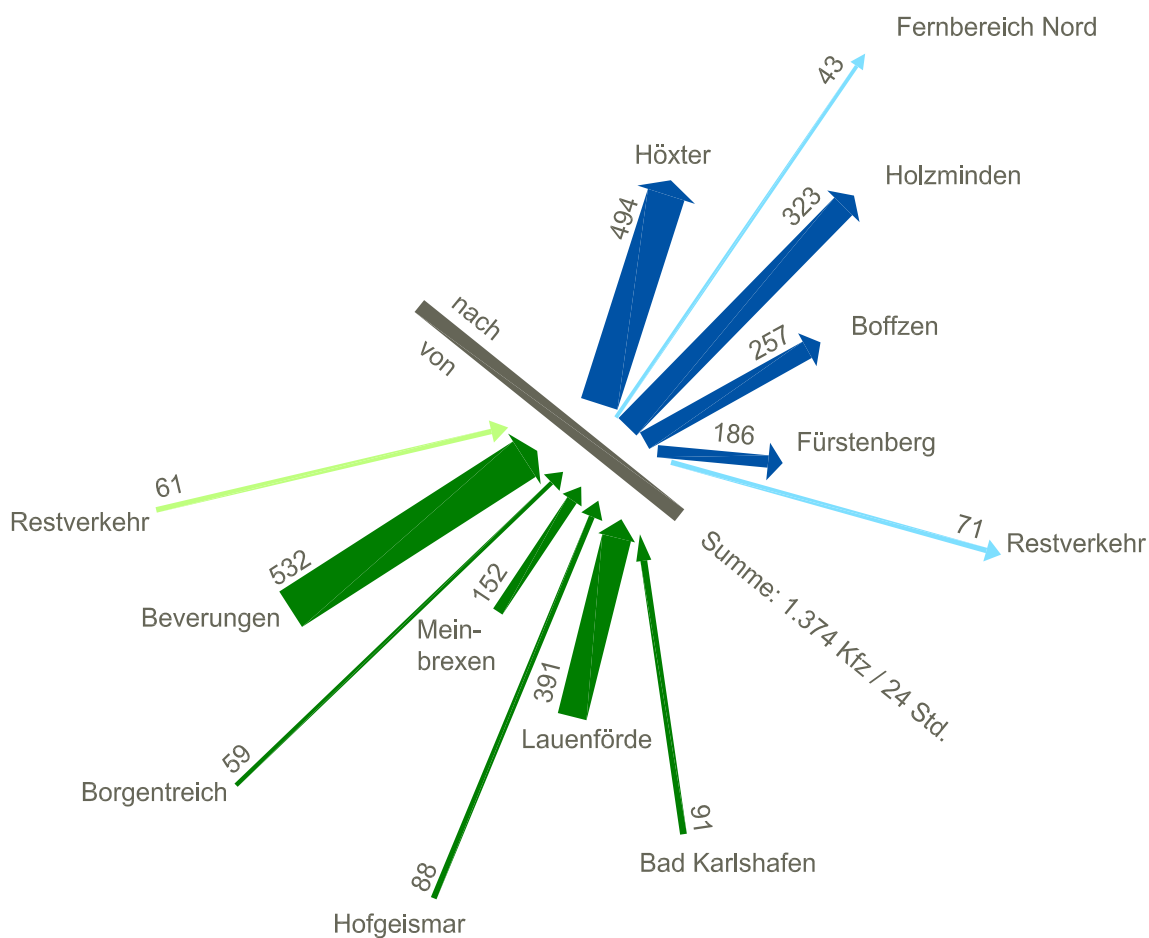 Fernbereich Nord
43
Höxter
494
Holzminden
323
Boffzen
257
Fürstenberg
186
nach
von
Restverkehr
71
Summe: 1.374 Kfz / 24 Std.
61
Restverkehr
532
Beverungen
152
Mein-
brexen
391
Lauenförde
59
Borgentreich
91
Bad Karlshafen
88
Hofgeismar